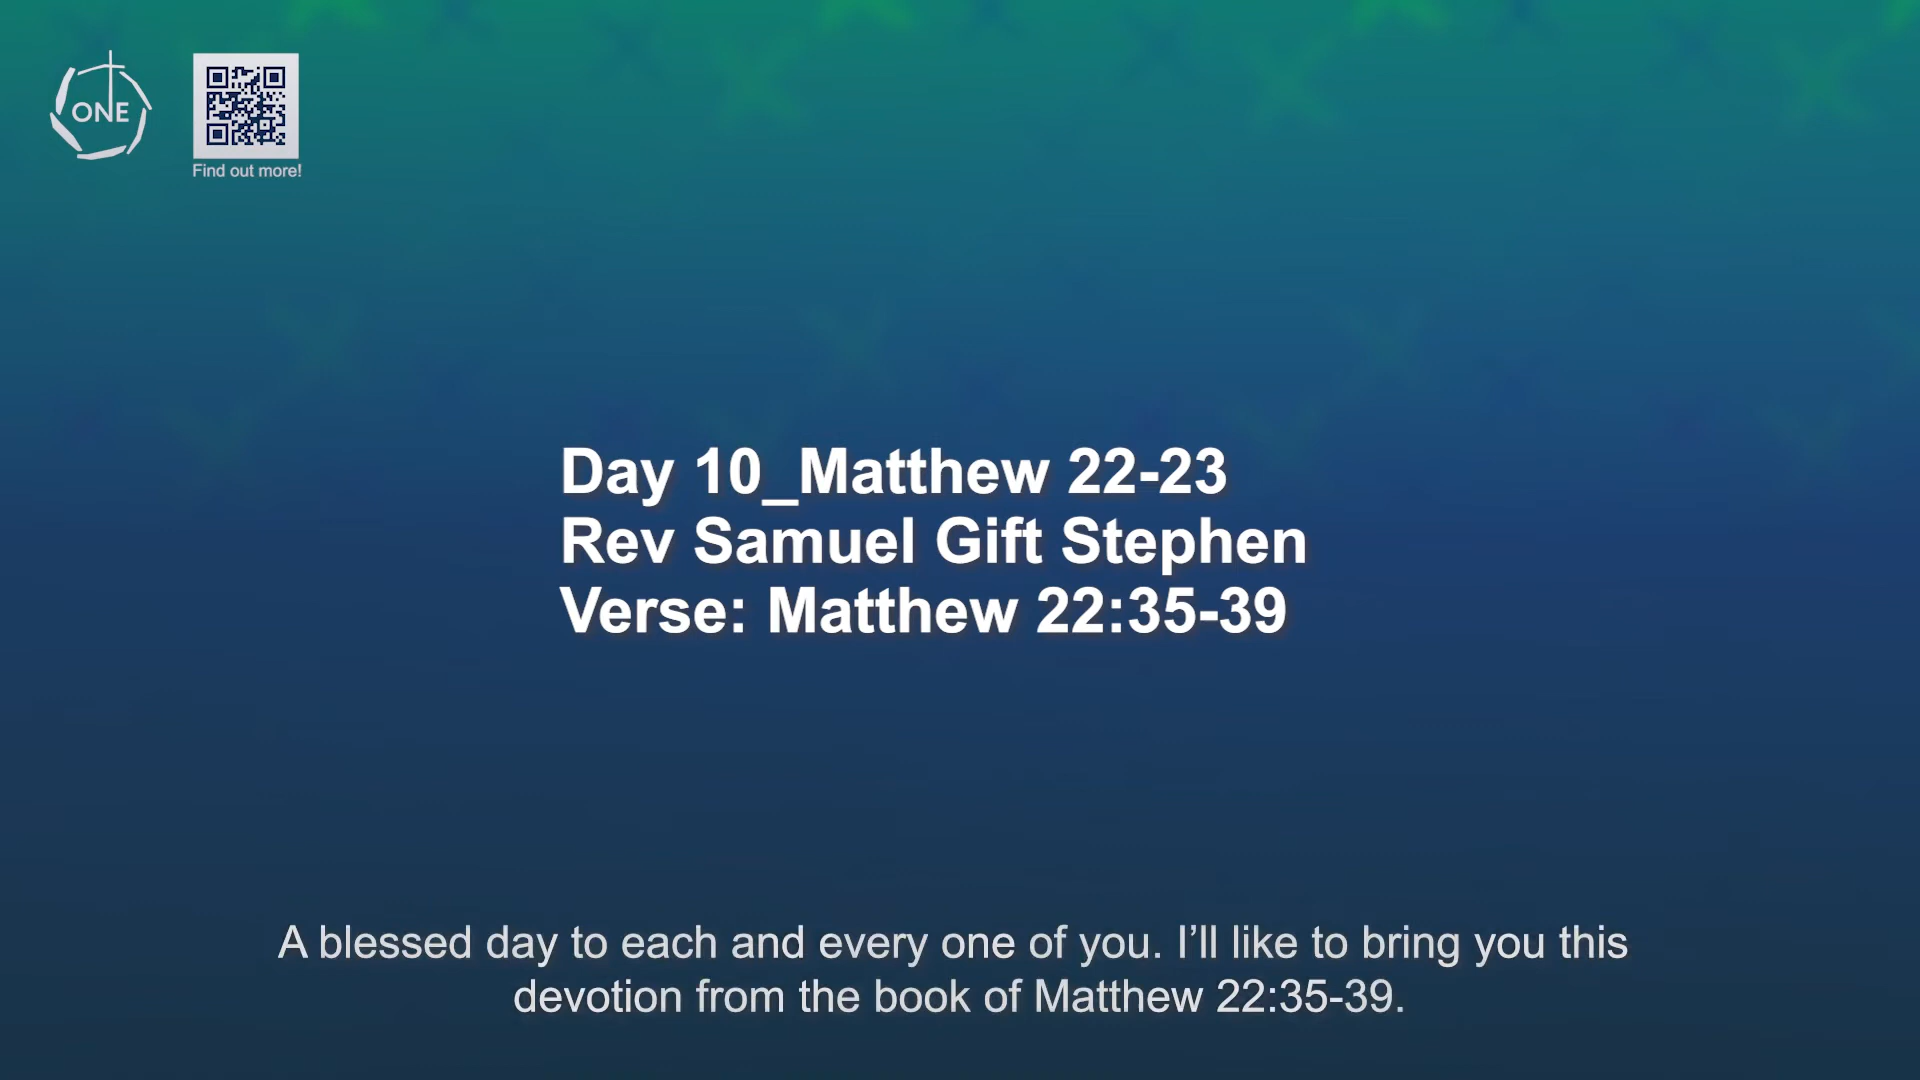 ONE
Find out more!
Day 10_Matthew 22-23
Rev Samuel Gift Stephen
Verse: Matthew 22:35-39
A blessed day to each and every one of you. I’ll like to bring you this
devotion from the book of Matthew 22:35-39.